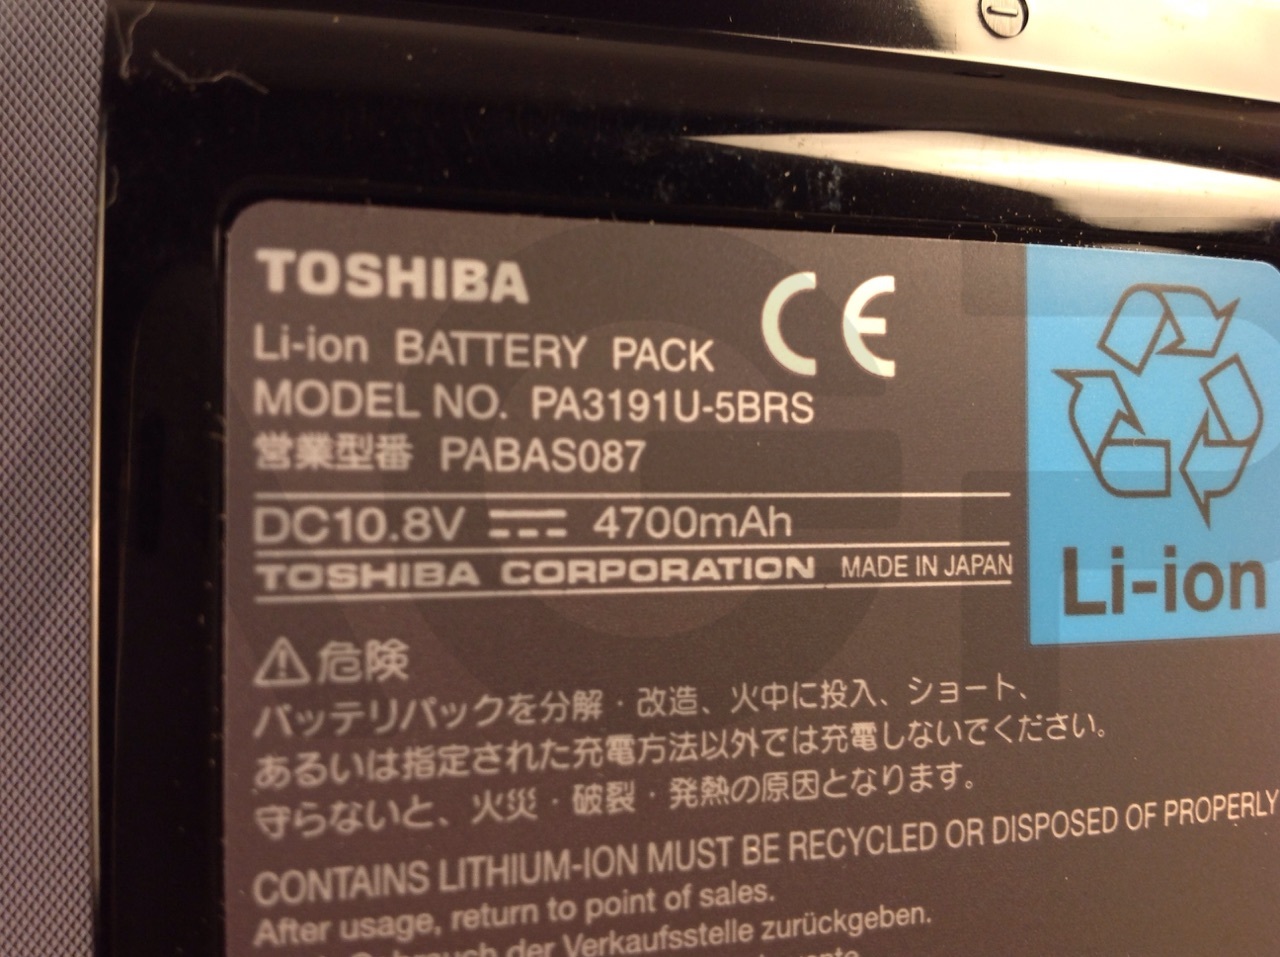 TOSHIBA
CE
Li-ion BATTERY PACK
MODEL NO. PA3191U-5BRS
営業型番 PABAS087
DC10.8V 4700mAh
TOSHIBA CORPORATION MADE IN JAPAN
Li-ion
危険
バッテリパックを分解・改造、火中に投入、ショート、
あるいは指定された充電方法以外では充電しないでください。
守らないと、火災・破裂・発熱の原因となります。
CONTAINS LITHIUM-ION MUST BE RECYCLED OR DISPOSED OF PROPERLY
After usage, return to point of sales.
der Verkaufsstelle zurückgeben.